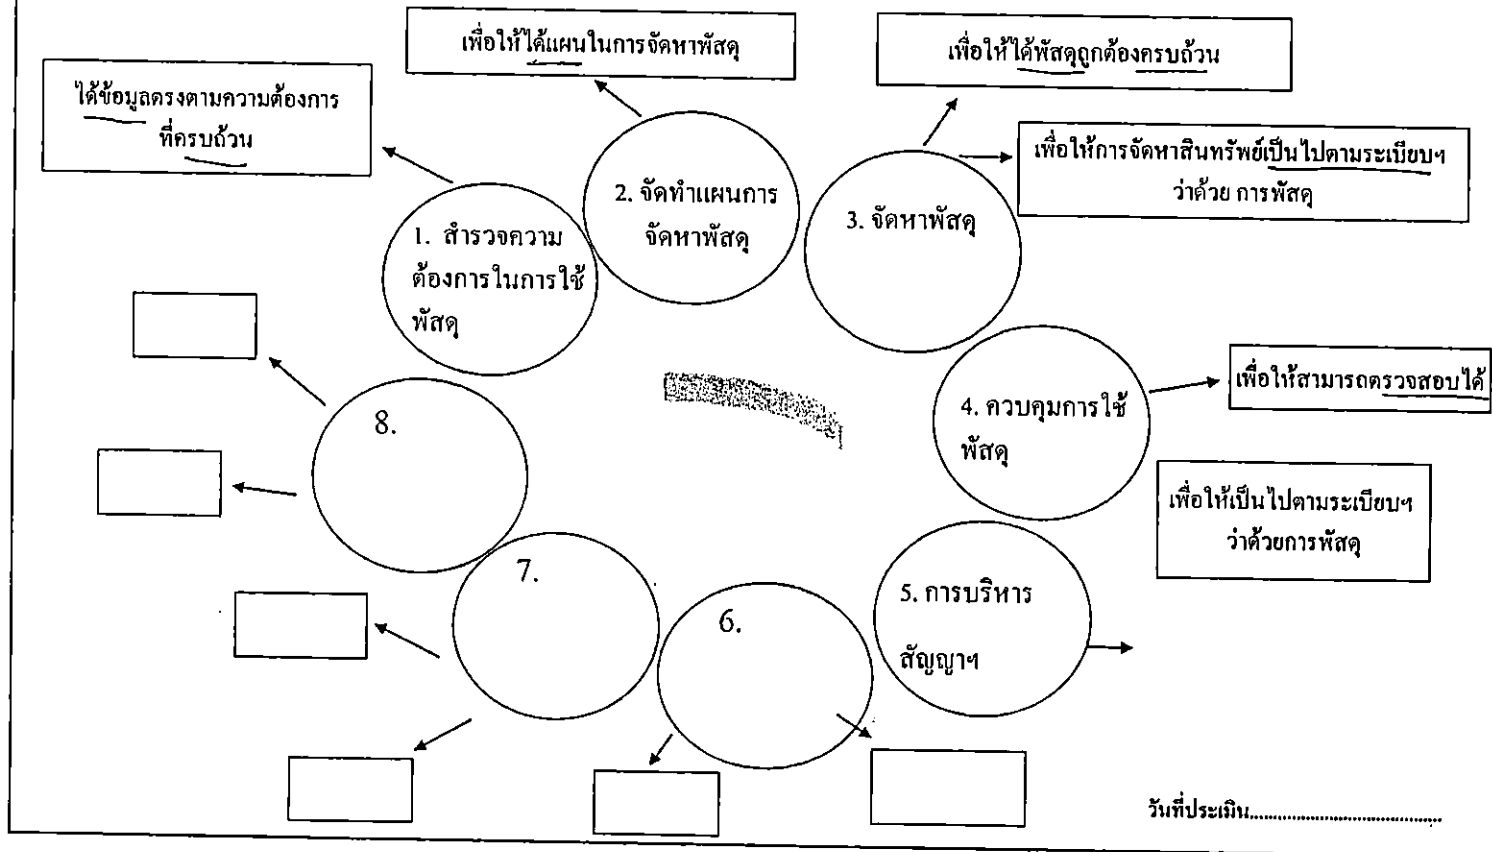 เพื่อให้ได้แผนในการจัดหาพัสดุ
เพื่อให้ได้พัสดุถูกต้องครบถ้วน
ได้ข้อมูลตรงตามความต้องการ
ที่ครบถ้วน
เพื่อให้การจัดหาสินทรัพย์เป็นไปตามระเบียบฯ
ว่าด้วย การพัสดุ
1. สำรวจความ
ต้องการในการใช้
พัสดุ
2. จัดทำแผนการ
จัดหาพัสดุ
3. จัดหาพัสดุ
4. ควบคุมการใช้
พัสดุ
เพื่อให้สามารถตรวจสอบได้
เพื่อให้เป็นไปตามระเบียบฯ
ว่าด้วยการพัสดุ
5. การบริหาร
สัญญาฯ
6.
7.
8.
วันที่ประเมิน.......................................